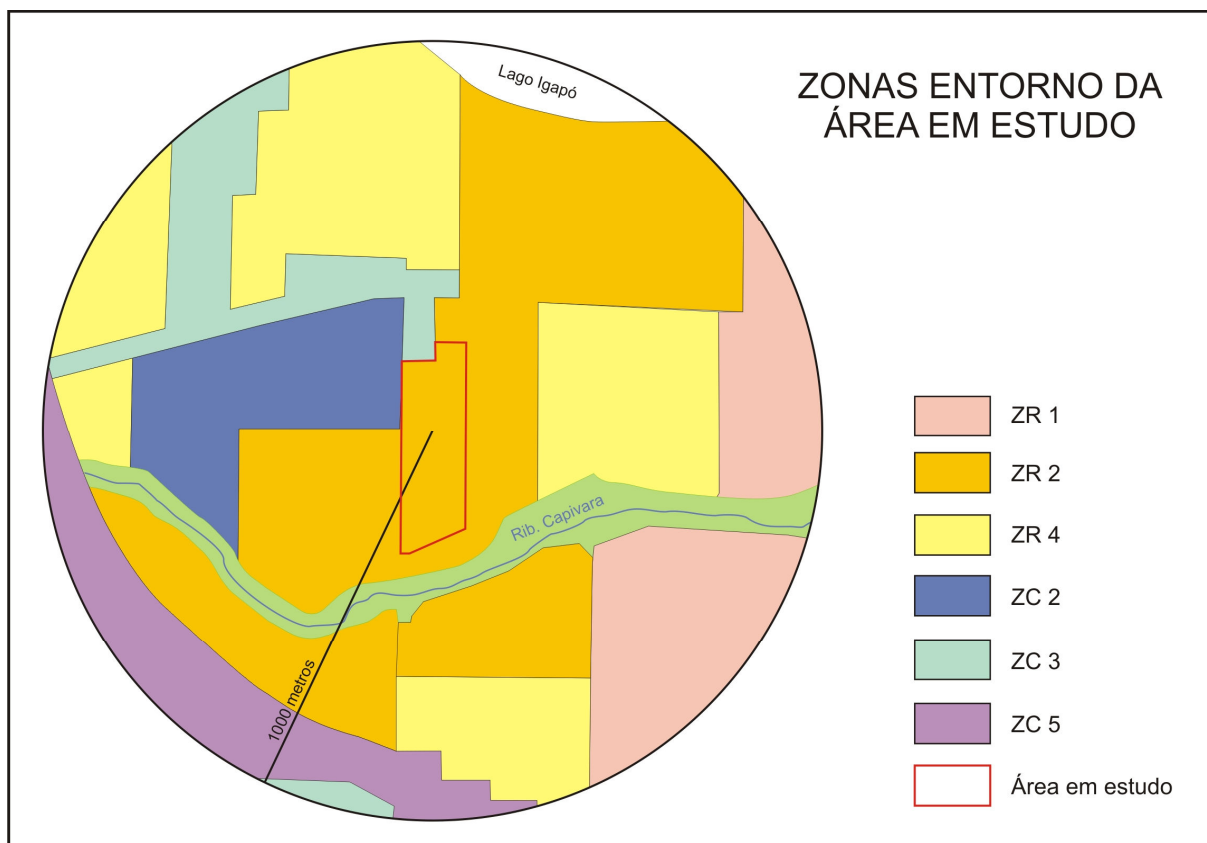 ZONAS ENTORNO DA
ÁREA EM ESTUDO
Lago Igapó
Rib. Capivara
1000 metros
ZR 1
ZR 2
ZR 4
ZC 2
ZC 3
ZC 5
Área em estudo